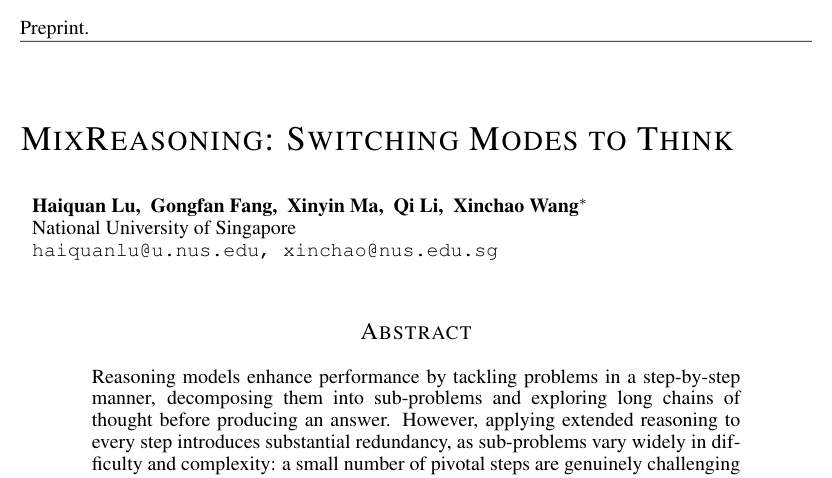 Preprint.
MIXREASONING: SWITCHING MODES TO THINK
Haiquan Lu, Gongfan Fang, Xinyin Ma, Qi Li, Xinchao Wang*
National University of Singapore
haiquanlu@u.nus.edu, xinchao@nus.edu.sg
ABSTRACT
Reasoning models enhance performance by tackling problems in a step-by-step
manner, decomposing them into sub-problems and exploring long chains of
thought before producing an answer. However, applying extended reasoning to
every step introduces substantial redundancy, as sub-problems vary widely in dif-
ficulty and complexity: a small number of pivotal steps are genuinely challenging